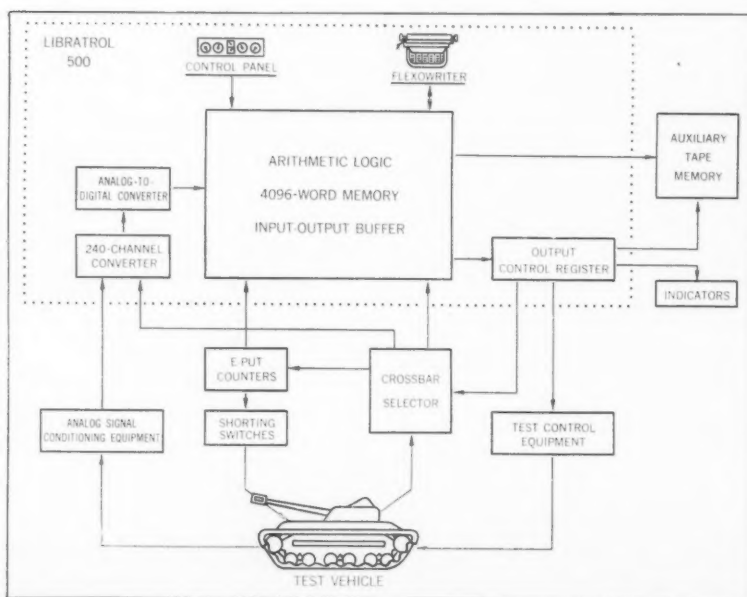 LIBRATROL
500
CONTROL PANEL
FLEXOWRITER
ARITHMETIC LOGIC
4096-WORD MEMORY
INPUT-OUTPUT BUFFER
AUXILIARY
TAPE
MEMORY
ANALOG-TO-
DIGITAL CONVERTER
240-CHANNEL
CONVERTER
OUTPUT
CONTROL REGISTER
INDICATORS
E-PUT
COUNTERS
CROSSBAR
SELECTOR
ANALOG SIGNAL
CONDITIONING EQUIPMENT
SHORTING
SWITCHES
TEST CONTROL
EQUIPMENT
TEST VEHICLE